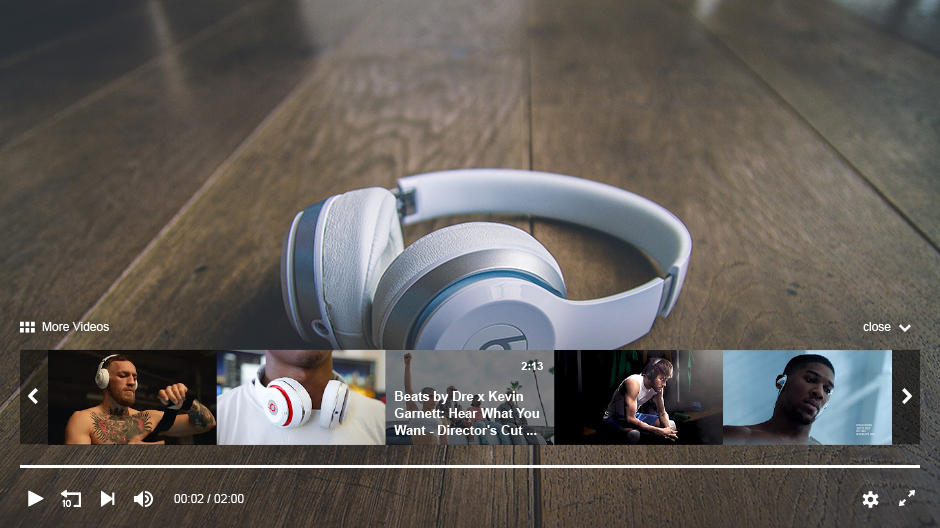 More Videos
close
2:13
Beats by Dre x Kevin
Garnett: Hear What You
Want - Director's Cut ...
10
00:02 / 02:00